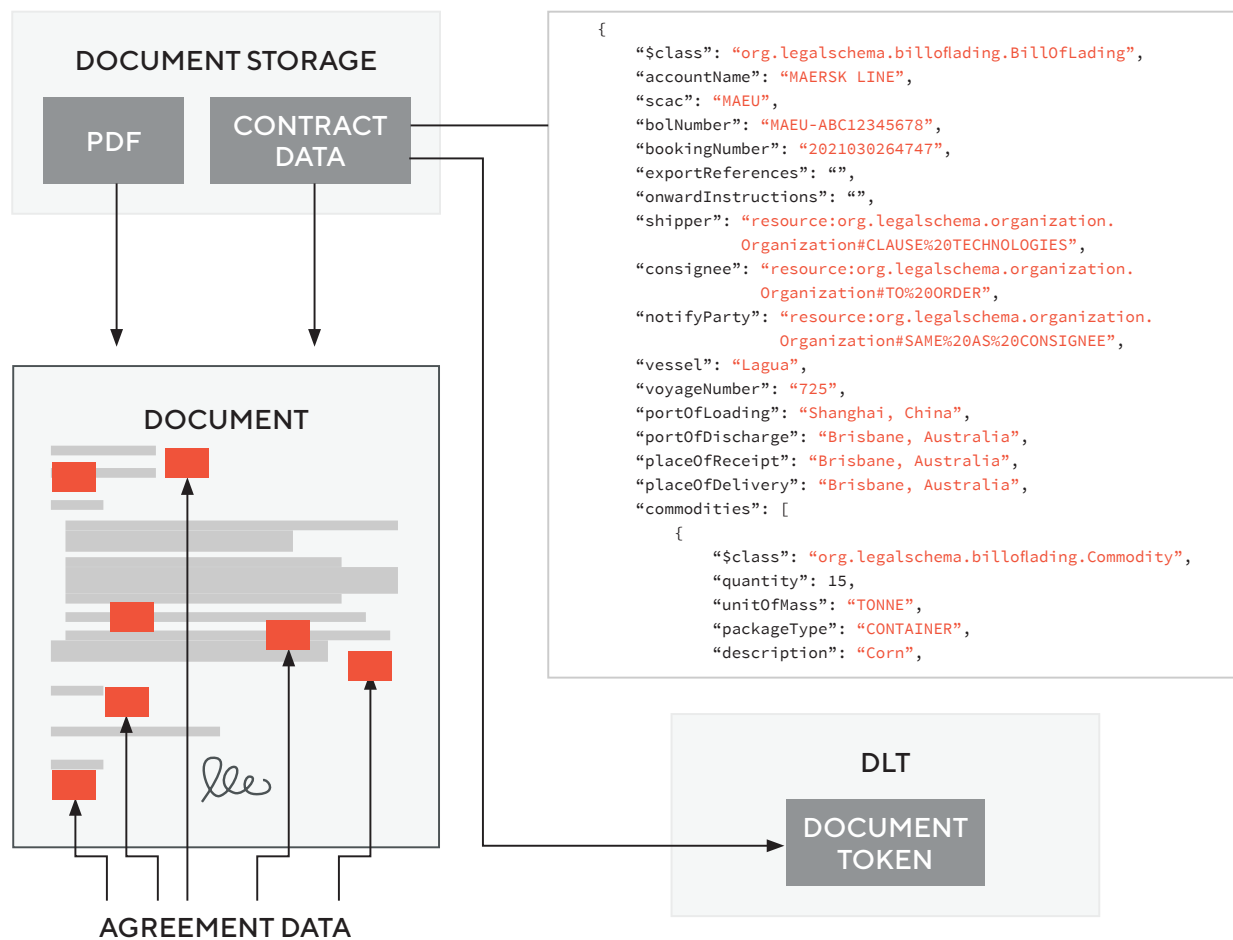 DOCUMENT STORAGE
PDF
CONTRACT
DATA
DOCUMENT
AGREEMENT DATA
{
“$class”: “org.legalschema.billoflading.BillOfLading”,
“accountName”: “MAERSK LINE”,
“scac”: “MAEU”,
“bolNumber”: “MAEU-ABC12345678”,
“bookingNumber”: “2021030264747”,
“exportReferences”: “”,
“onwardInstructions”: “”,
“shipper”: “resource:org.legalschema.organization.
Organization#CLAUSE%20TECHNOLOGIES”,
“consignee”: “resource:org.legalschema.organization.
Organization#TO%20ORDER”,
“notifyParty”: “resource:org.legalschema.organization.
Organization#SAME%20AS%20CONSIGNEE”,
“vessel”: “Lagua”,
“voyageNumber”: “725”,
“portOfLoading”: “Shanghai, China”,
“portOfDischarge”: “Brisbane, Australia”,
“placeOfReceipt”: “Brisbane, Australia”,
“placeOfDelivery”: “Brisbane, Australia”,
“commodities”: [
{
“$class”: “org.legalschema.billoflading.Commodity”,
“quantity”: 15,
“unitOfMass”: “TONNE”,
“packageType”: “CONTAINER”,
“description”: “Corn”,
DLT
DOCUMENT
TOKEN